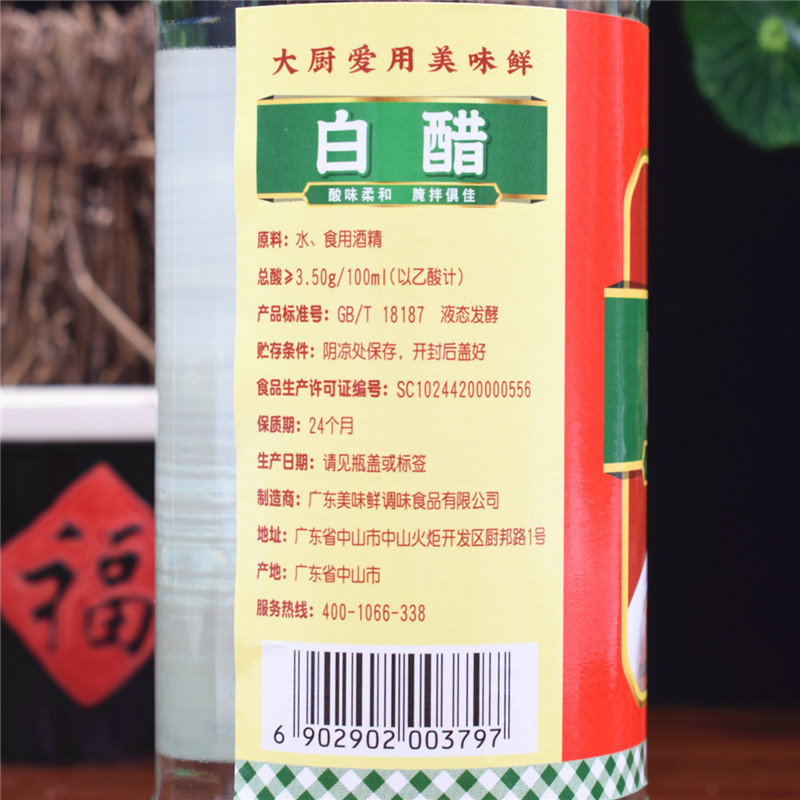 大厨爱用美味鲜
白醋
酸味柔和 腌拌俱佳
原料：水、食用酒精
总酸≥3.50g/100ml(以乙酸计)
产品标准号：GB/T 18187 液态发酵
贮存条件：阴凉处保存，开封后盖好
食品生产许可证编号：SC10244200000556
保质期：24个月
生产日期：请见瓶盖或标签
制造商：广东美味鲜调味食品有限公司
地址：广东省中山市中山火炬开发区厨邦路1号
产地：广东省中山市
服务热线：400-1066-338
6 902902 003797
福